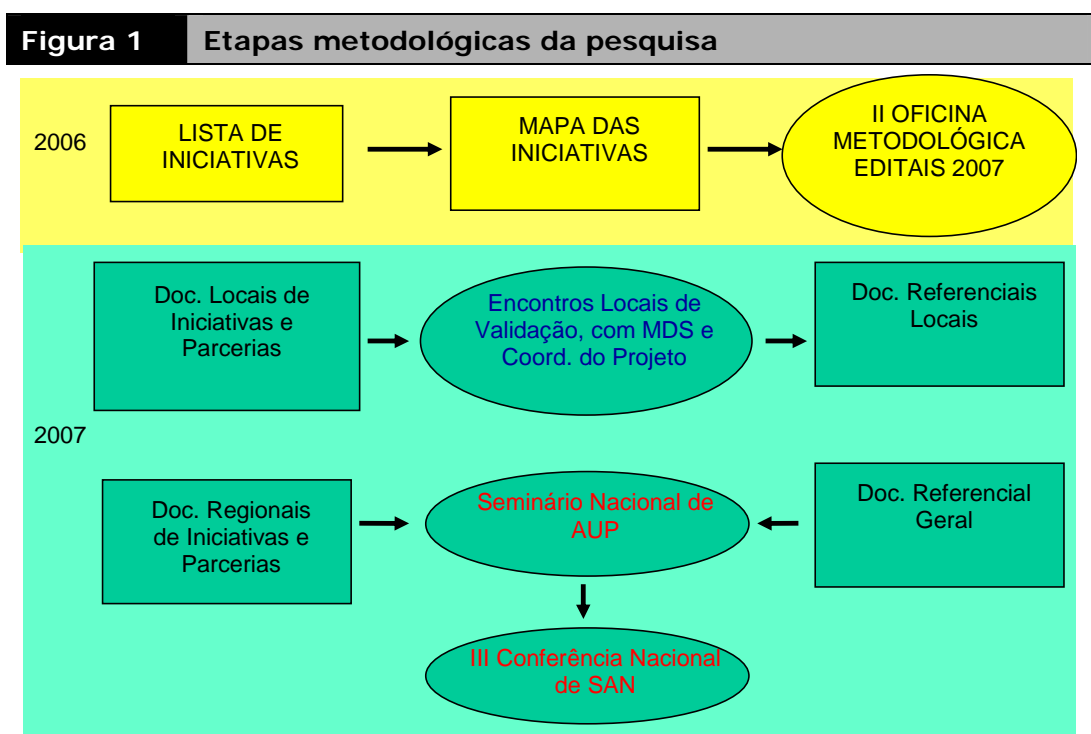 Figura 1 Etapas metodológicas da pesquisa
2006
LISTA DE
INICIATIVAS
MAPA DAS
INICIATIVAS
II OFICINA
METODOLÓGICA
EDITAIS 2007
Doc. Locais de
Iniciativas e
Parcerias
Encontros Locais de
Validação, com MDS e
Coord. do Projeto
Doc. Referenciais
Locais
2007
Doc. Regionais
de Iniciativas e
Parcerias
Seminário Nacional de
AUP
Doc. Referencial
Geral
III Conferência Nacional
de SAN